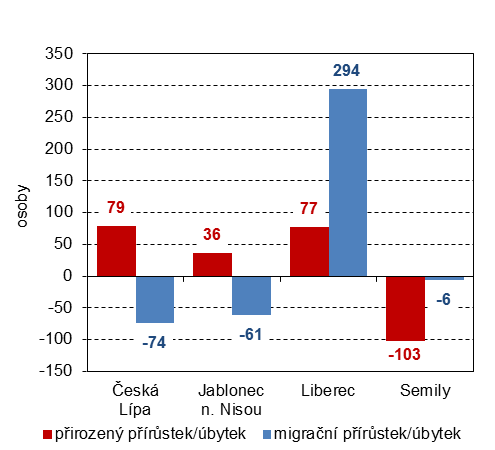 350
300
250
200
150
100
50
0
-50
-100
-150
osoby
79
-74
36
-61
77
294
-103
-6
Česká
Lípa
Jablonec
n. Nisou
Liberec
Semily
přirozený přírůstek/úbytek
migrační přírůstek/úbytek